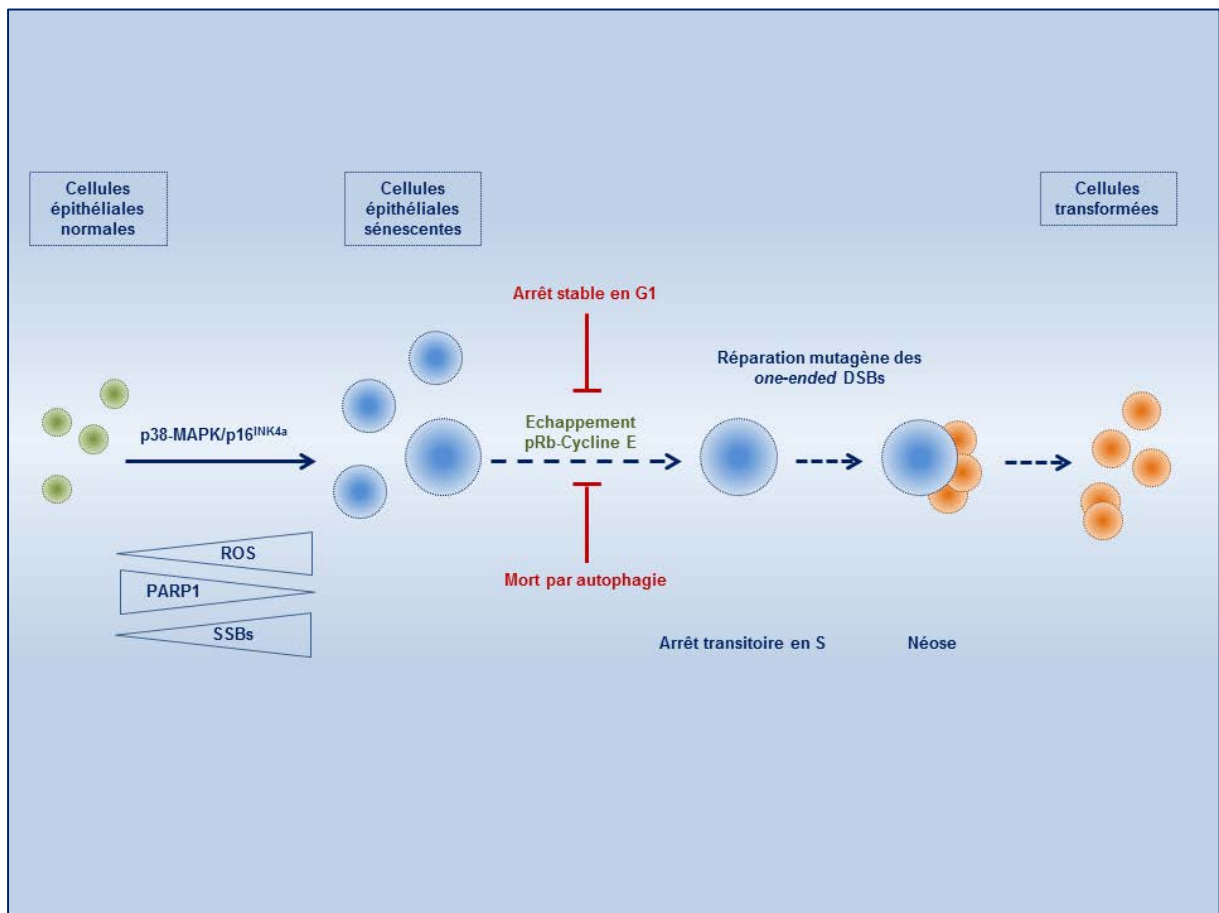 Cellules
épithéliales
normales
Cellules
épithéliales
sénescentes
Cellules
transformées
Arrêt stable en G1
Réparation mutagène des
one-ended DSBs
p38-MAPK/p16INK4a
Echappement
pRb-Cycline E
ROS
PARP1
SSBs
Mort par autophagie
Arrêt transitoire en S
Néose